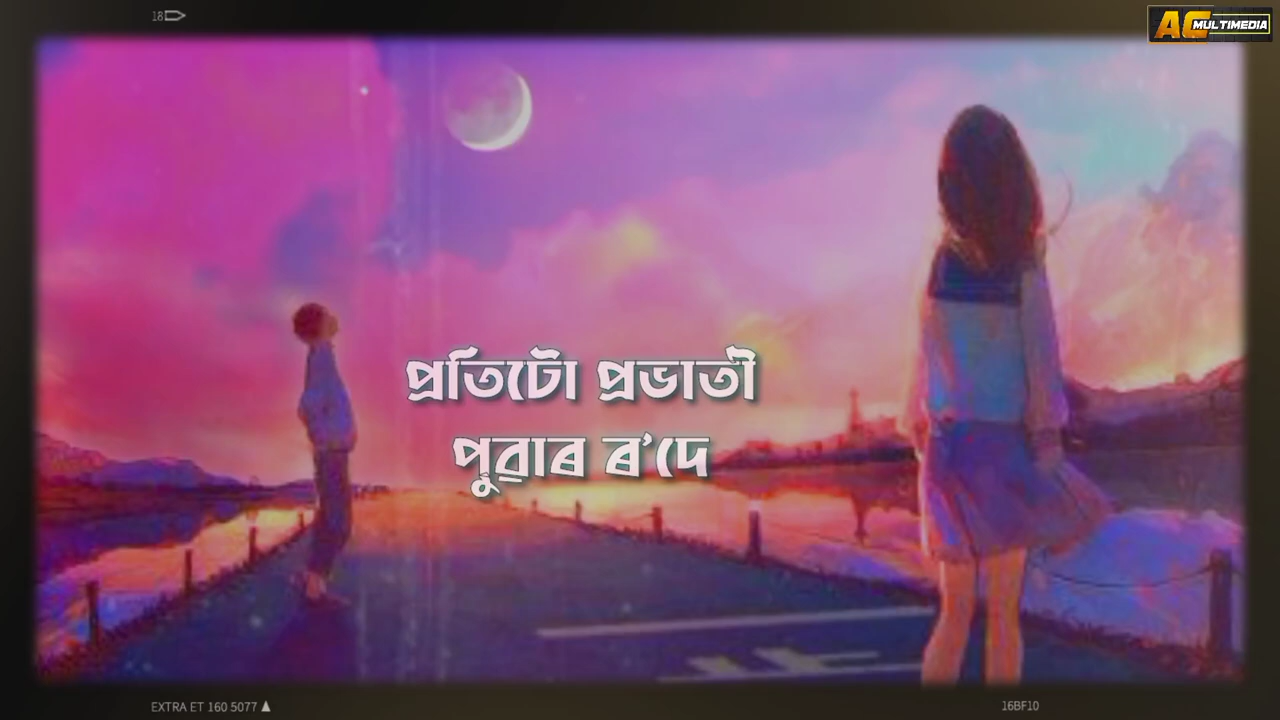 18
AC MULTIMEDIA
প্ৰতিটো প্ৰভাতী
পুৱাৰ ৰ’দে
EXTRA ET 160 5077
16BF10